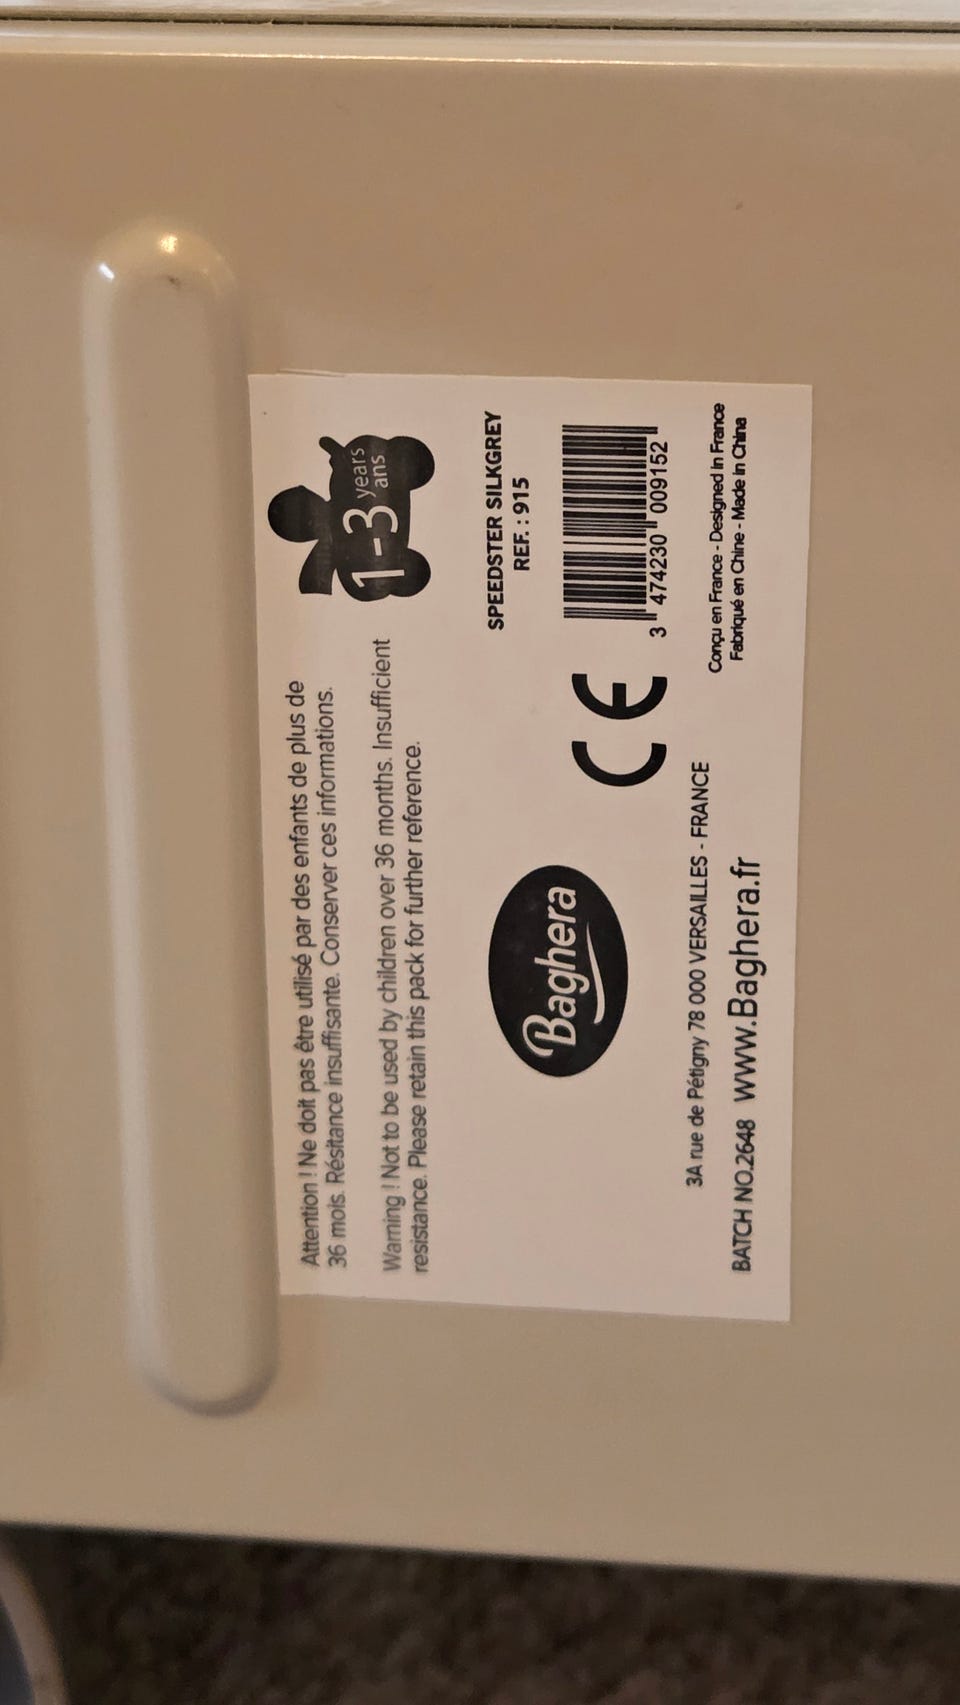 Attention ! Ne doit pas être utilisé par des enfants de plus de
36 mois. Résitance insuffisante. Conserver ces informations.
Warning ! Not to be used by children over 36 months. Insufficient
resistance. Please retain this pack for further reference.
1-3 years
ans
SPEEDSTER SILKGREY
REF. : 915
Baghera
CE
3 474230 009152
3A rue de Pétigny 78 000 VERSAILLES - FRANCE
BATCH NO.2648 www.Baghera.fr
Conçu en France - Designed in France
Fabriqué en Chine - Made in China